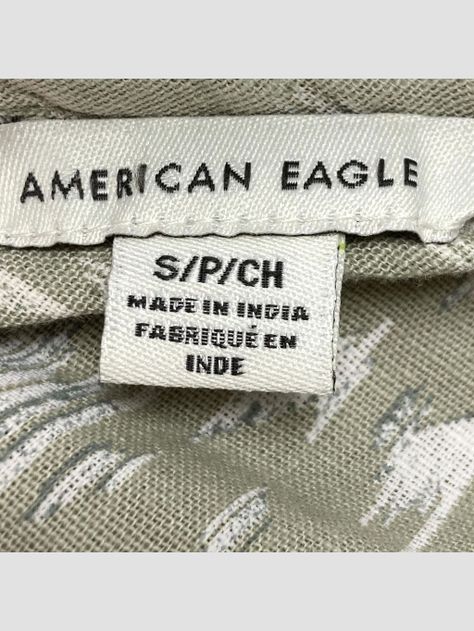 AMERICAN EAGLE
S/P/CH
MADE IN INDIA
FABRIQUÉ EN
INDE